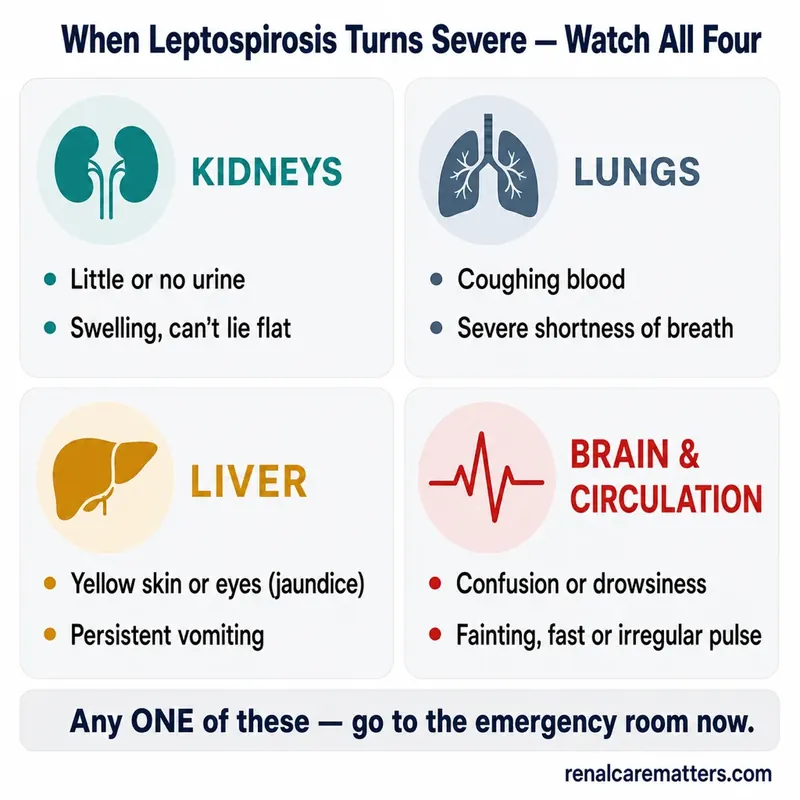 When Leptospirosis Turns Severe — Watch All Four
KIDNEYS
Little or no urine
Swelling, can’t lie flat
LUNGS
Coughing blood
Severe shortness of breath
LIVER
Yellow skin or eyes (jaundice)
Persistent vomiting
BRAIN &
CIRCULATION
Confusion or drowsiness
Fainting, fast or irregular pulse
Any ONE of these — go to the emergency room now.
renalcarematters.com